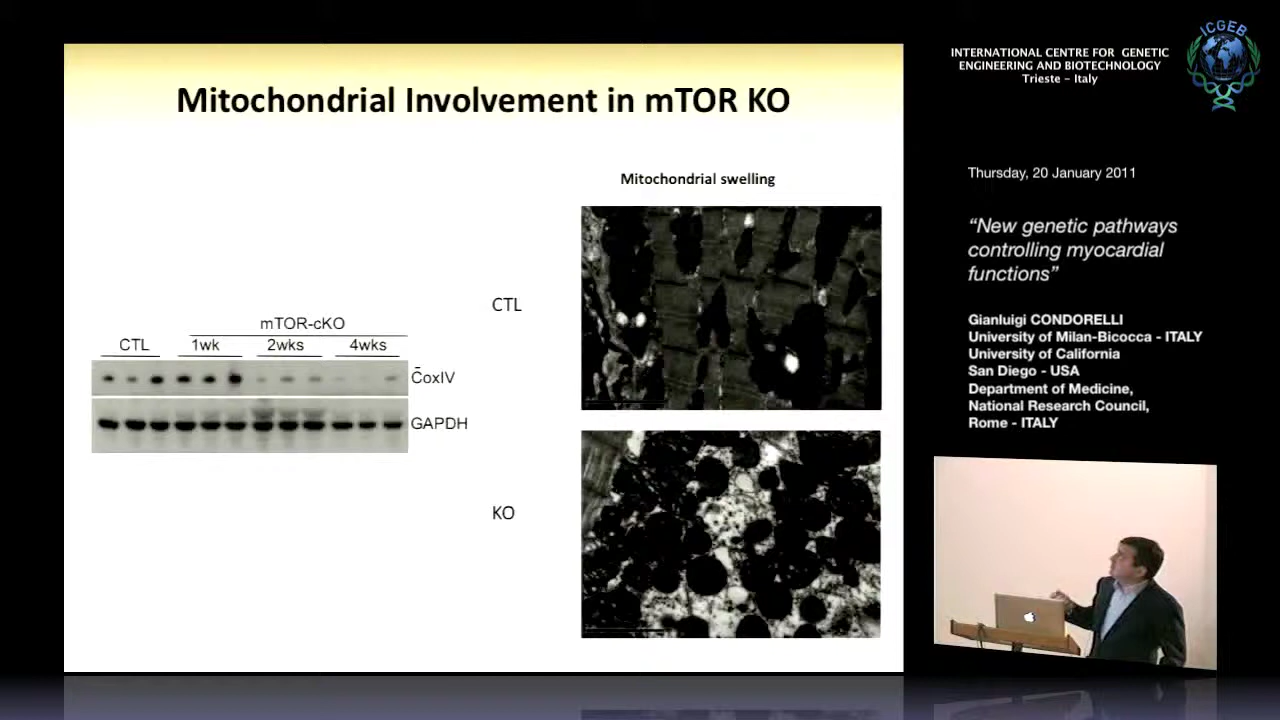 Mitochondrial Involvement in mTOR KO
Mitochondrial swelling
CTL
KO
mTOR-cKO
CTL
1wk
2wks
4wks
CoxIV
GAPDH
INTERNATIONAL CENTRE FOR GENETIC
ENGINEERING AND BIOTECHNOLOGY
Trieste - Italy
ICGEB
Thursday, 20 January 2011
“New genetic pathways
controlling myocardial
functions”
Gianluigi CONDORELLI
University of Milan-Bicocca - ITALY
University of California
San Diego - USA
Department of Medicine,
National Research Council,
Rome - ITALY